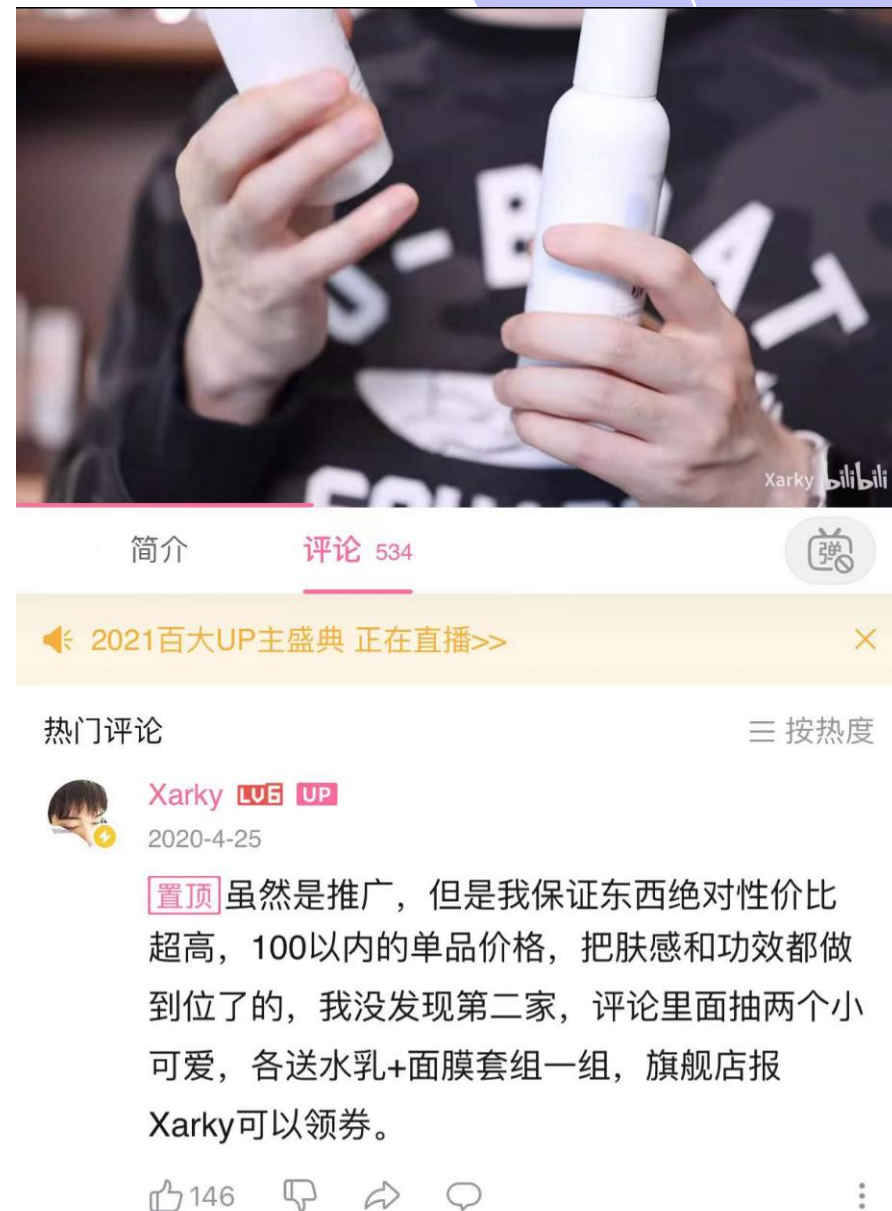 S-BAT
Xarky bilibili
简介
评论 534
弹
2021百大UP主盛典 正在直播>>
热门评论
按热度
Xarky LV6 UP
2020-4-25
置顶 虽然是推广，但是我保证东西绝对性价比
超高，100以内的单品价格，把肤感和功效都做
到位了的，我没发现第二家，评论里面抽两个小
可爱，各送水乳+面膜套组一组，旗舰店报
Xarky可以领券。
146